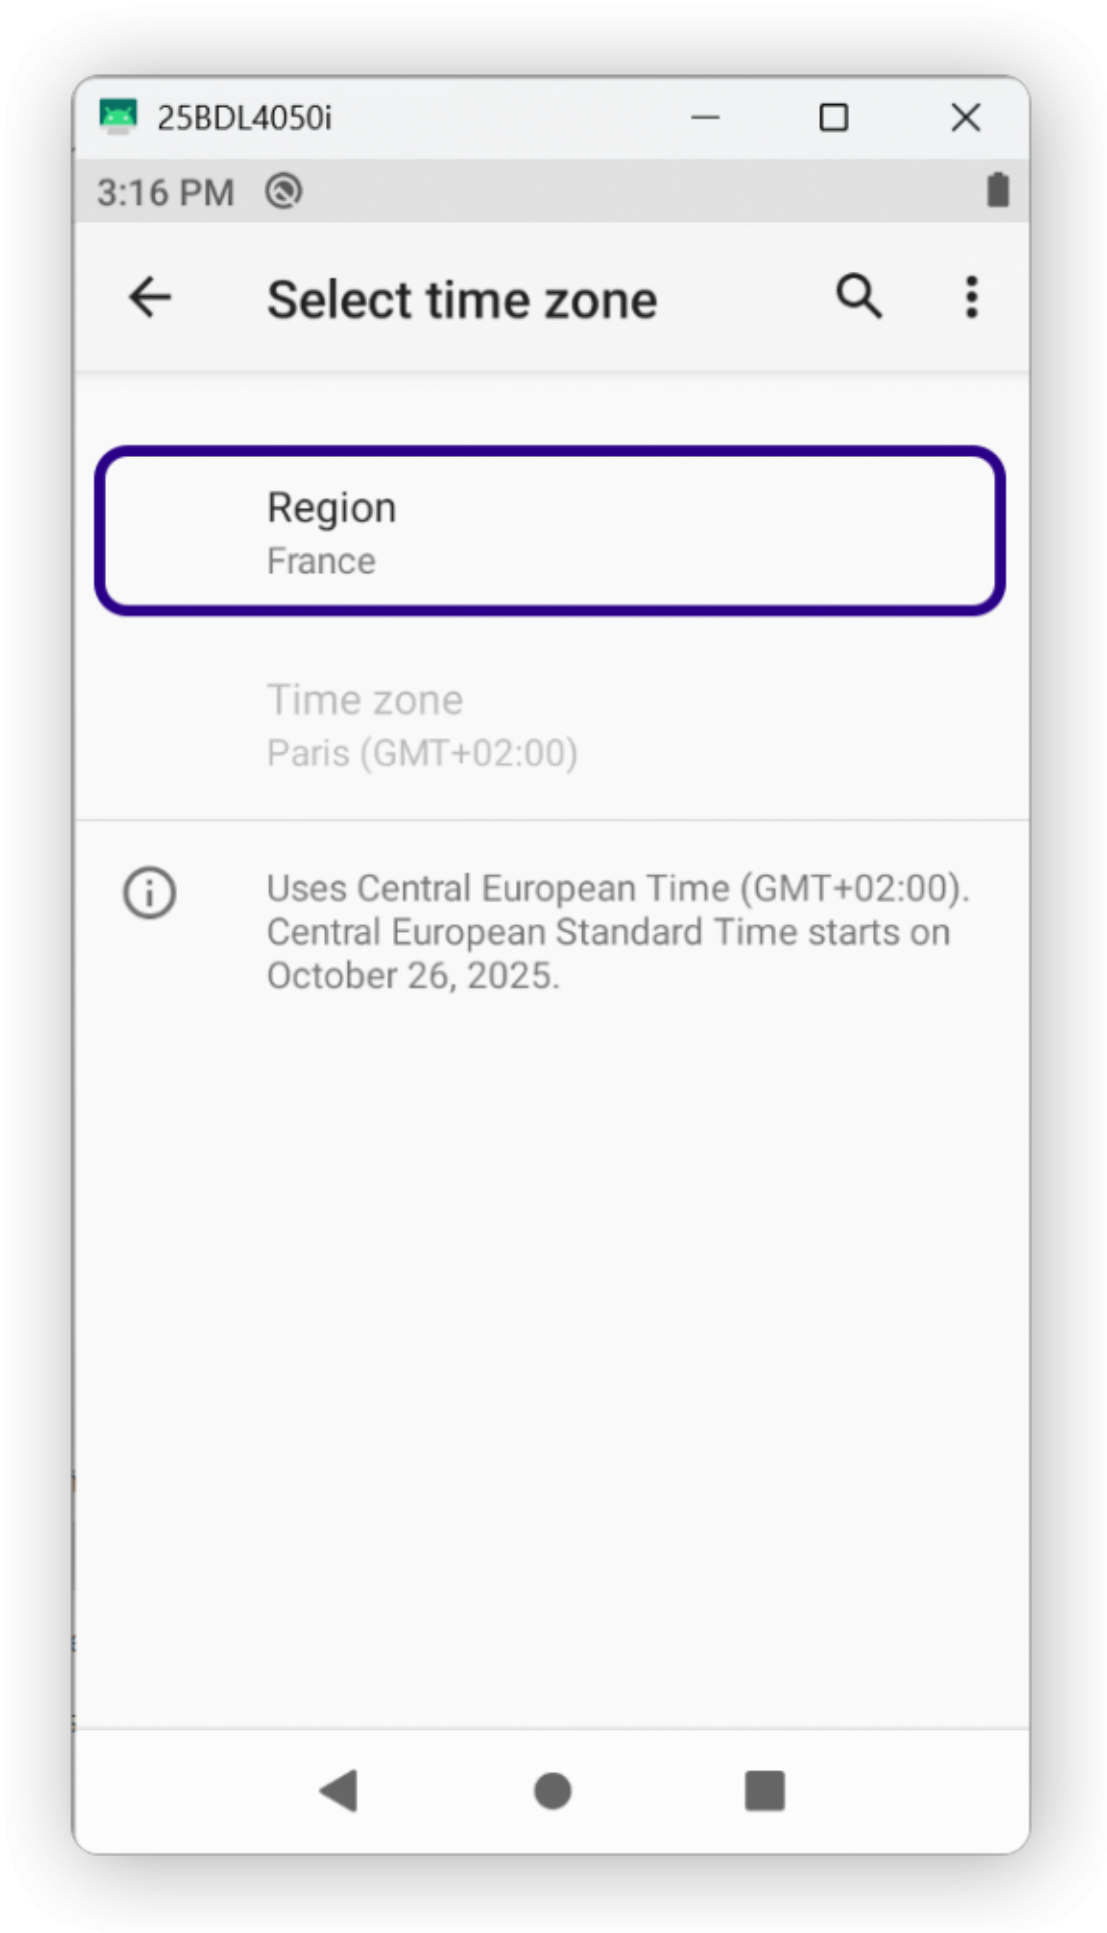 25BDL4050i
3:16 PM
Select time zone
Region
France
Time zone
Paris (GMT+02:00)
Uses Central European Time (GMT+02:00).
Central European Standard Time starts on
October 26, 2025.